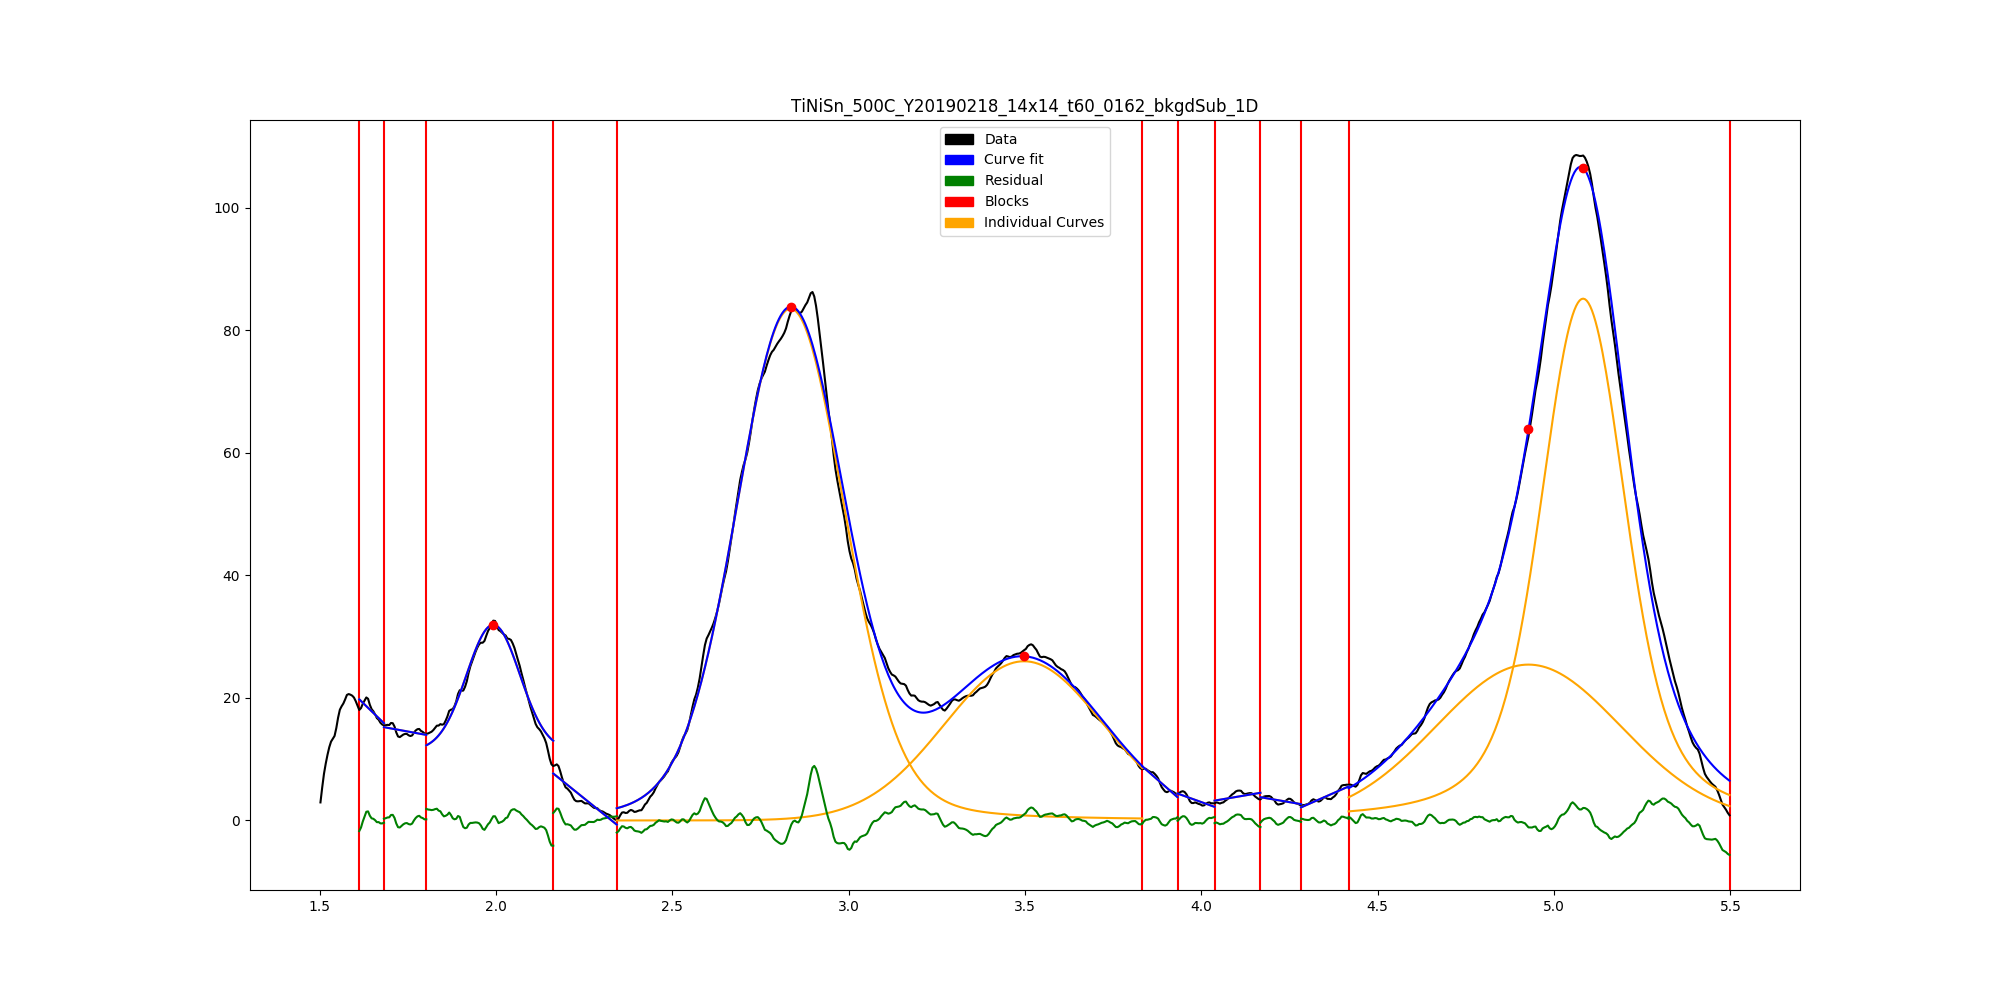 TiNiSn_500C_Y20190218_14x14_t60_0162_bkgdSub_1D
Data
Curve fit
Residual
Blocks
Individual Curves
100
80
60
40
20
0
1.5 2.0 2.5 3.0 3.5 4.0 4.5 5.0 5.5